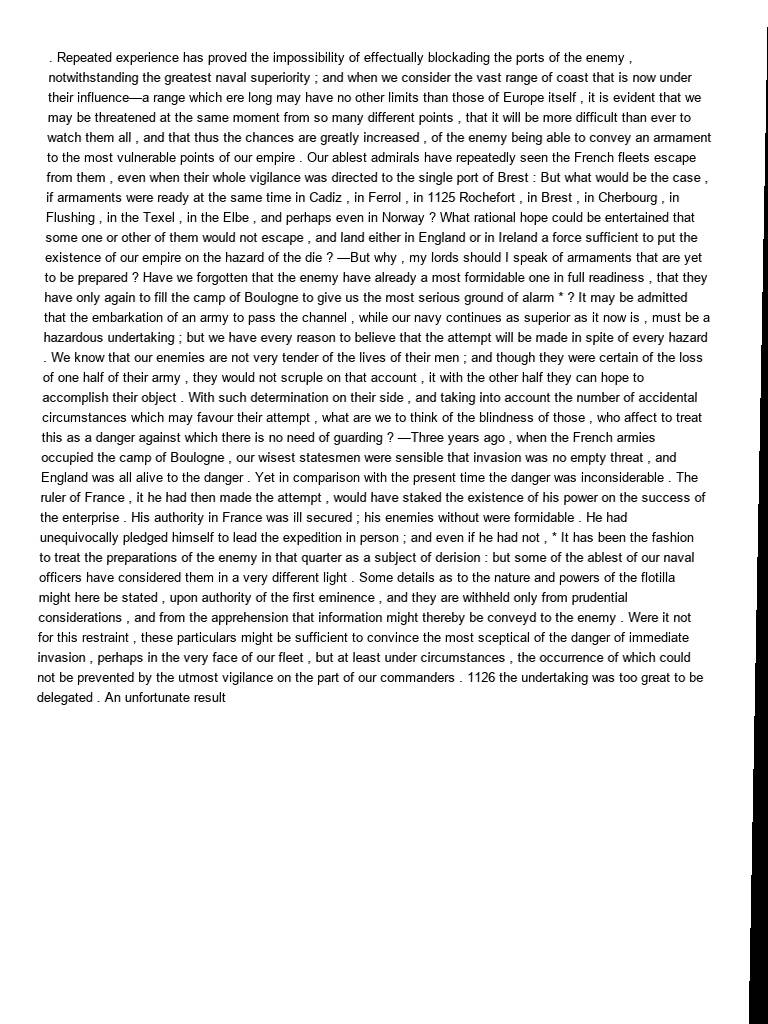 . Repeated experience has proved the impossibility of effectually blockading the ports of the enemy ,
notwithstanding the greatest naval superiority ; and when we consider the vast range of coast that is now under
their influence—a range which ere long may have no other limits than those of Europe itself , it is evident that we
may be threatened at the same moment from so many different points , that it will be more difficult than ever to
watch them all , and that thus the chances are greatly increased , of the enemy being able to convey an armament
to the most vulnerable points of our empire . Our ablest admirals have repeatedly seen the French fleets escape
from them , even when their whole vigilance was directed to the single port of Brest : But what would be the case ,
if armaments were ready at the same time in Cadiz , in Ferrol , in 1125 Rochefort , in Brest , in Cherbourg , in
Flushing , in the Texel , in the Elbe , and perhaps even in Norway ? What rational hope could be entertained that
some one or other of them would not escape , and land either in England or in Ireland a force sufficient to put the
existence of our empire on the hazard of the die ? —But why , my lords should I speak of armaments that are yet
to be prepared ? Have we forgotten that the enemy have already a most formidable one in full readiness , that they
have only again to fill the camp of Boulogne to give us the most serious ground of alarm * ? It may be admitted
that the embarkation of an army to pass the channel , while our navy continues as superior as it now is , must be a
hazardous undertaking ; but we have every reason to believe that the attempt will be made in spite of every hazard
. We know that our enemies are not very tender of the lives of their men ; and though they were certain of the loss
of one half of their army , they would not scruple on that account , it with the other half they can hope to
accomplish their object . With such determination on their side , and taking into account the number of accidental
circumstances which may favour their attempt , what are we to think of the blindness of those , who affect to treat
this as a danger against which there is no need of guarding ? —Three years ago , when the French armies
occupied the camp of Boulogne , our wisest statesmen were sensible that invasion was no empty threat , and
England was all alive to the danger . Yet in comparison with the present time the danger was inconsiderable . The
ruler of France , it he had then made the attempt , would have staked the existence of his power on the success of
the enterprise . His authority in France was ill secured ; his enemies without were formidable . He had
unequivocally pledged himself to lead the expedition in person ; and even if he had not , * It has been the fashion
to treat the preparations of the enemy in that quarter as a subject of derision : but some of the ablest of our naval
officers have considered them in a very different light . Some details as to the nature and powers of the flotilla
might here be stated , upon authority of the first eminence , and they are withheld only from prudential
considerations , and from the apprehension that information might thereby be conveyd to the enemy . Were it not
for this restraint , these particulars might be sufficient to convince the most sceptical of the danger of immediate
invasion , perhaps in the very face of our fleet , but at least under circumstances , the occurrence of which could
not be prevented by the utmost vigilance on the part of our commanders . 1126 the undertaking was too great to be
delegated . An unfortunate result